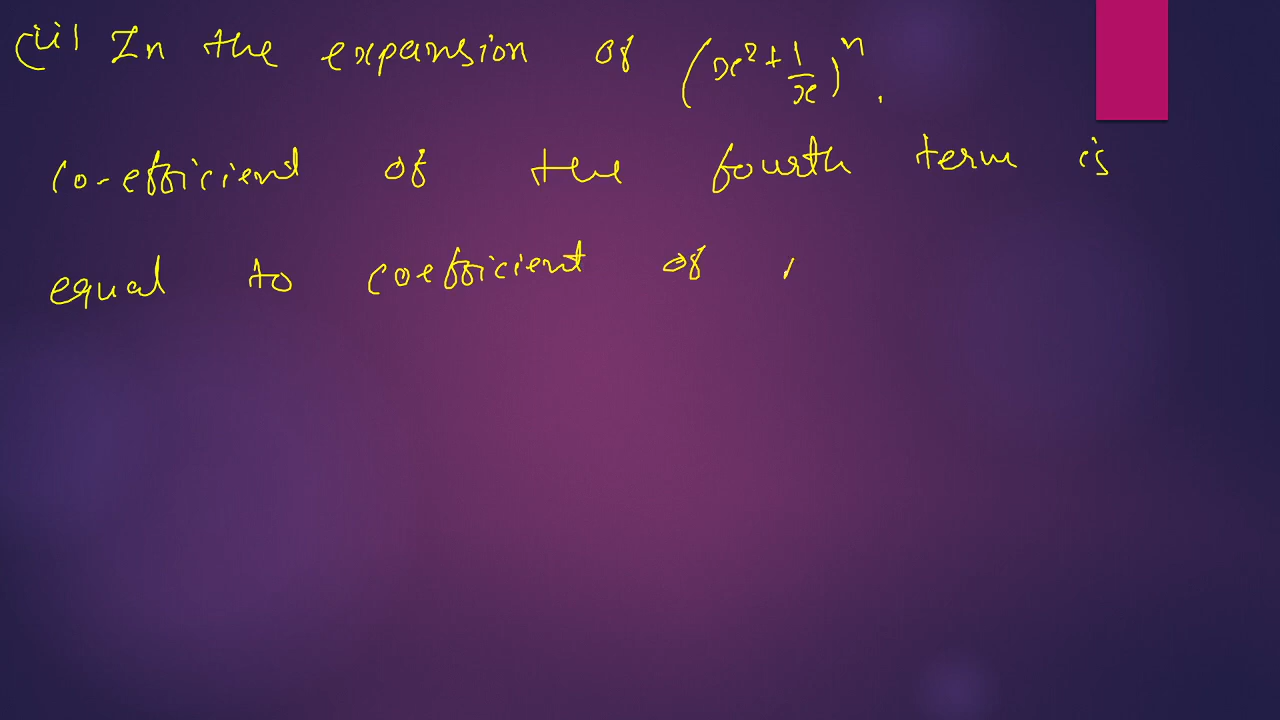 (ii) In the expansion of (x² + 1/x)ⁿ.
co-efficient of the fourth term is
equal to coefficient of